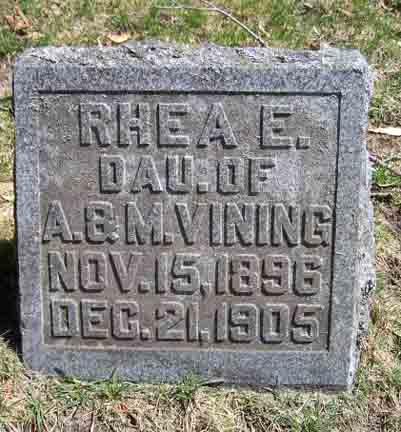 RHEA E.
DAU. OF
A. & M. VINING
NOV. 15, 1896
DEC. 21, 1905